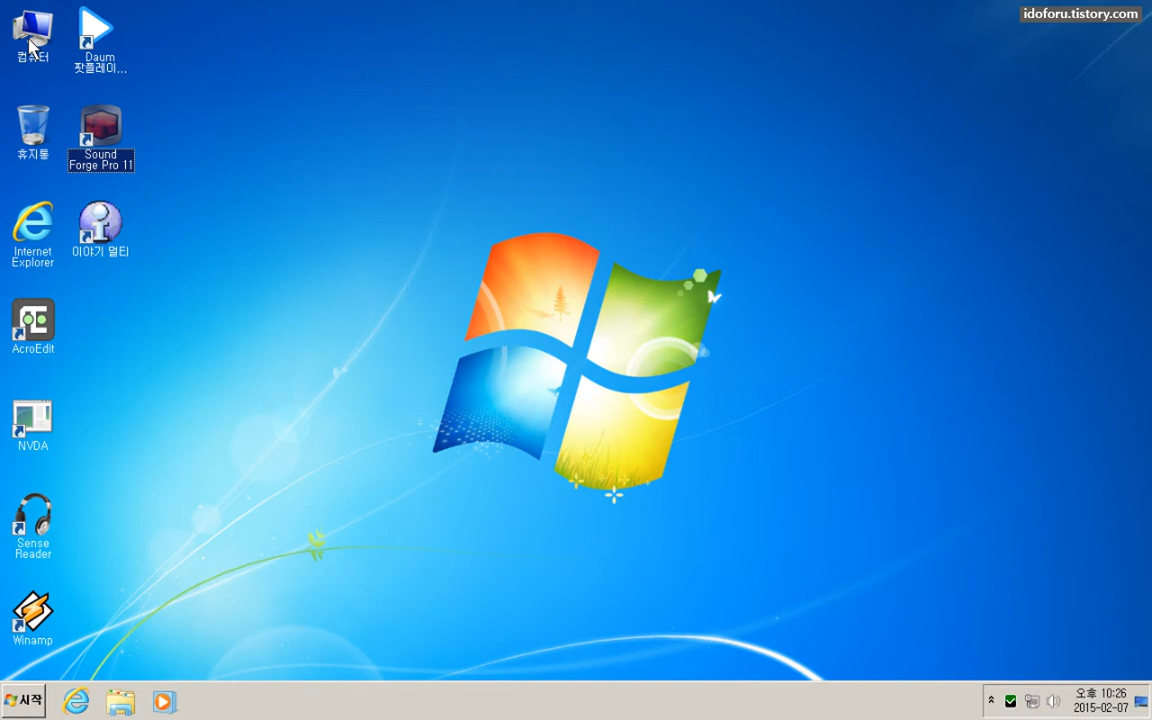 idoforu.tistory.com
컴퓨터
Daum
팟플레이...
휴지통
Sound
Forge Pro 11
Internet
Explorer
이야기 멀티
AcroEdit
NVDA
Sense
Reader
Winamp
시작
오후 10:26
2015-02-07